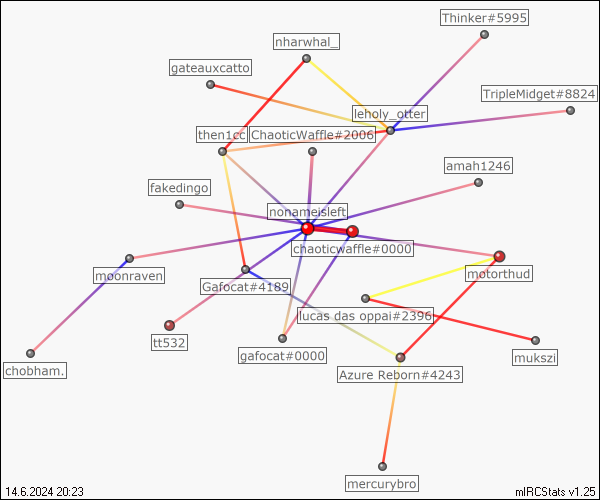 Thinker#5995
nharwhal_
gateauxcatto
TripleMidget#8824
leholy_otter
then1cc
ChaoticWaffle#2006
amah1246
fakedingo
nonameisleft
chaoticwaffle#0000
moonraven
motorthud
Gafocat#4189
lucas das oppai#2396
tt532
gafocat#0000
mukszi
chobham.
Azure Reborn#4243
mercurybro
14.6.2024 20:23
mIRCStats v1.25